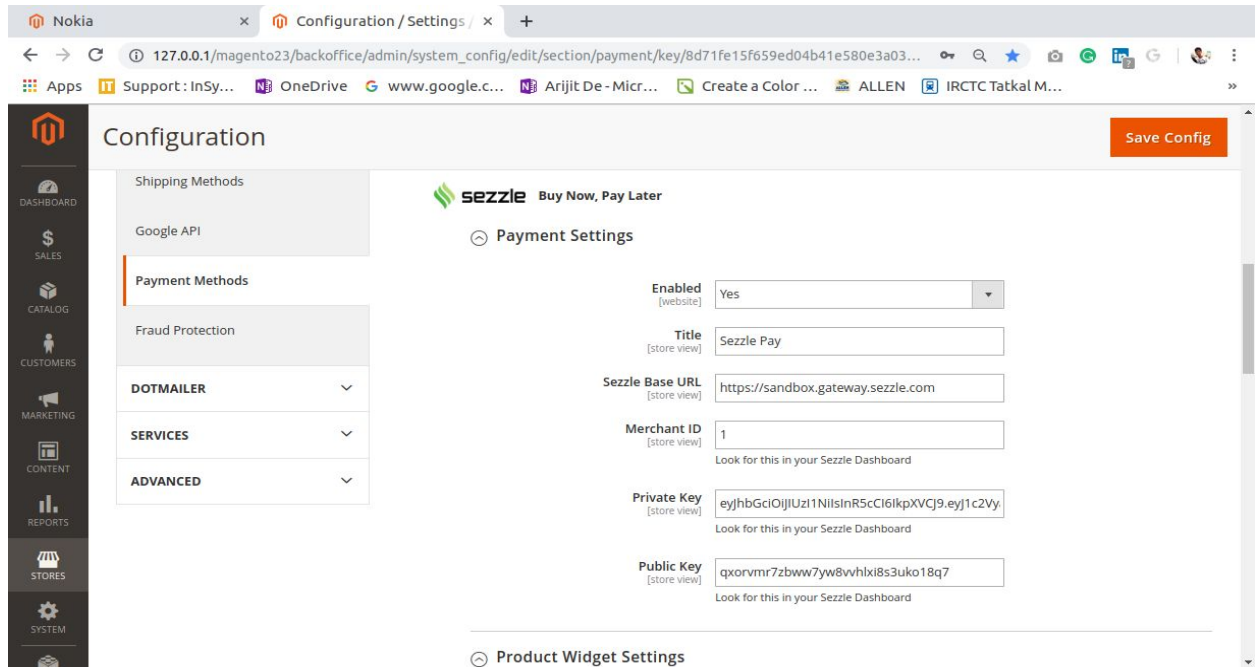 Nokia
Configuration / Settings /
127.0.0.1/magento23/backoffice/admin/system_config/edit/section/payment/key/8d71fe15f659ed04b41e580e3a03...
Apps
Support : InSy...
OneDrive
www.google.c...
Arijit De - Micr...
Create a Color ...
ALLEN
IRCTC Tatkal M...
»
Configuration
Save Config
DASHBOARD
SALES
CATALOG
CUSTOMERS
MARKETING
CONTENT
REPORTS
STORES
SYSTEM
Shipping Methods
Google API
Payment Methods
Fraud Protection
DOTMAILER
SERVICES
ADVANCED
sezzle Buy Now, Pay Later
Payment Settings
Enabled
[website]
Yes
Title
[store view]
Sezzle Pay
Sezzle Base URL
[store view]
https://sandbox.gateway.sezzle.com
Merchant ID
[store view]
1
Look for this in your Sezzle Dashboard
Private Key
[store view]
eyJhbGciOiJIUzI1NiIsInR5cCI6IkpXVCJ9.eyJ1c2Vy
Look for this in your Sezzle Dashboard
Public Key
[store view]
qxorvmr7zbww7yw8vvhlxi8s3uko18q7
Look for this in your Sezzle Dashboard
Product Widget Settings